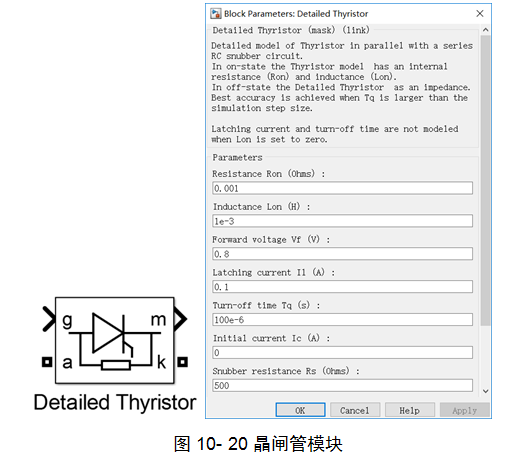 g
m
a
k
Detailed Thyristor
Block Parameters: Detailed Thyristor
Detailed Thyristor (mask) (link)
Detailed model of Thyristor in parallel with a series
RC snubber circuit.
In on-state the Thyristor model has an internal
resistance (Ron) and inductance (Lon).
In off-state the Detailed Thyristor as an impedance.
Best accuracy is achieved when Tq is larger than the
simulation step size.
Latching current and turn-off time are not modeled
when Lon is set to zero.
Parameters
Resistance Ron (Ohms) :
0.001
Inductance Lon (H) :
1e-3
Forward voltage Vf (V) :
0.8
Latching current Il (A) :
0.1
Turn-off time Tq (s) :
100e-6
Initial current Ic (A) :
0
Snubber resistance Rs (Ohms) :
500
OK Cancel Help Apply
图 10- 20 晶闸管模块